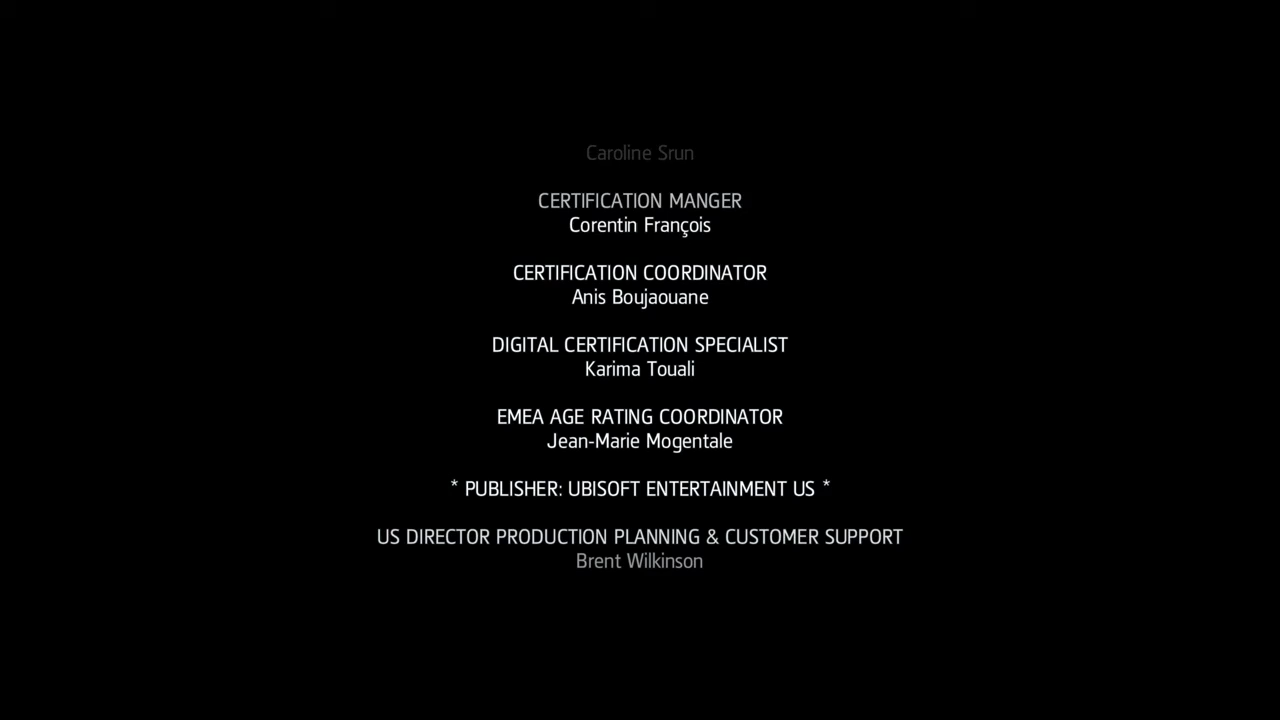 Caroline Srun
CERTIFICATION MANGER
Corentin François
CERTIFICATION COORDINATOR
Anis Boujaouane
DIGITAL CERTIFICATION SPECIALIST
Karima Touali
EMEA AGE RATING COORDINATOR
Jean-Marie Mogentale
* PUBLISHER: UBISOFT ENTERTAINMENT US *
US DIRECTOR PRODUCTION PLANNING & CUSTOMER SUPPORT
Brent Wilkinson